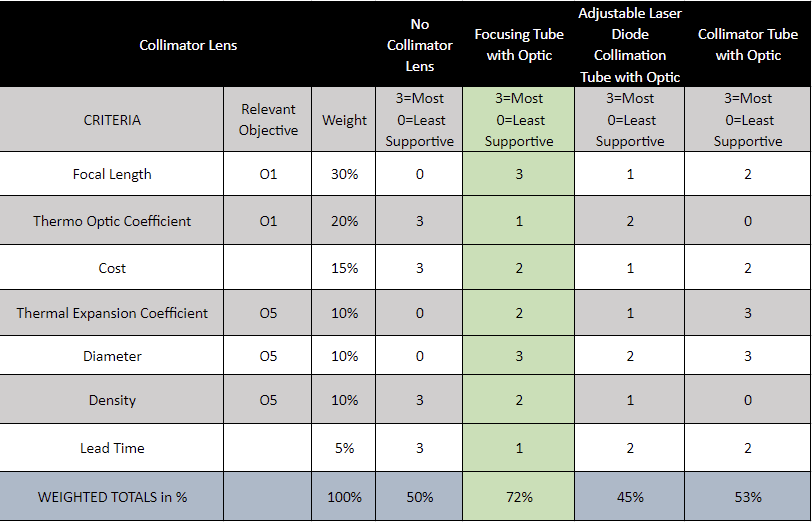 Collimator Lens No Collimator Lens Focusing Tube with Optic Adjustable Laser Diode Collimation Tube with Optic Collimator Tube with Optic
CRITERIA Relevant Objective Weight 3=Most 0=Least Supportive 3=Most 0=Least Supportive 3=Most 0=Least Supportive 3=Most 0=Least Supportive
Focal Length O1 30% 0 3 1 2
Thermo Optic Coefficient O1 20% 3 1 2 0
Cost 15% 3 2 1 2
Thermal Expansion Coefficient O5 10% 0 2 1 3
Diameter O5 10% 0 3 2 3
Density O5 10% 3 2 1 0
Lead Time 5% 3 1 2 2
WEIGHTED TOTALS in % 100% 50% 72% 45% 53%